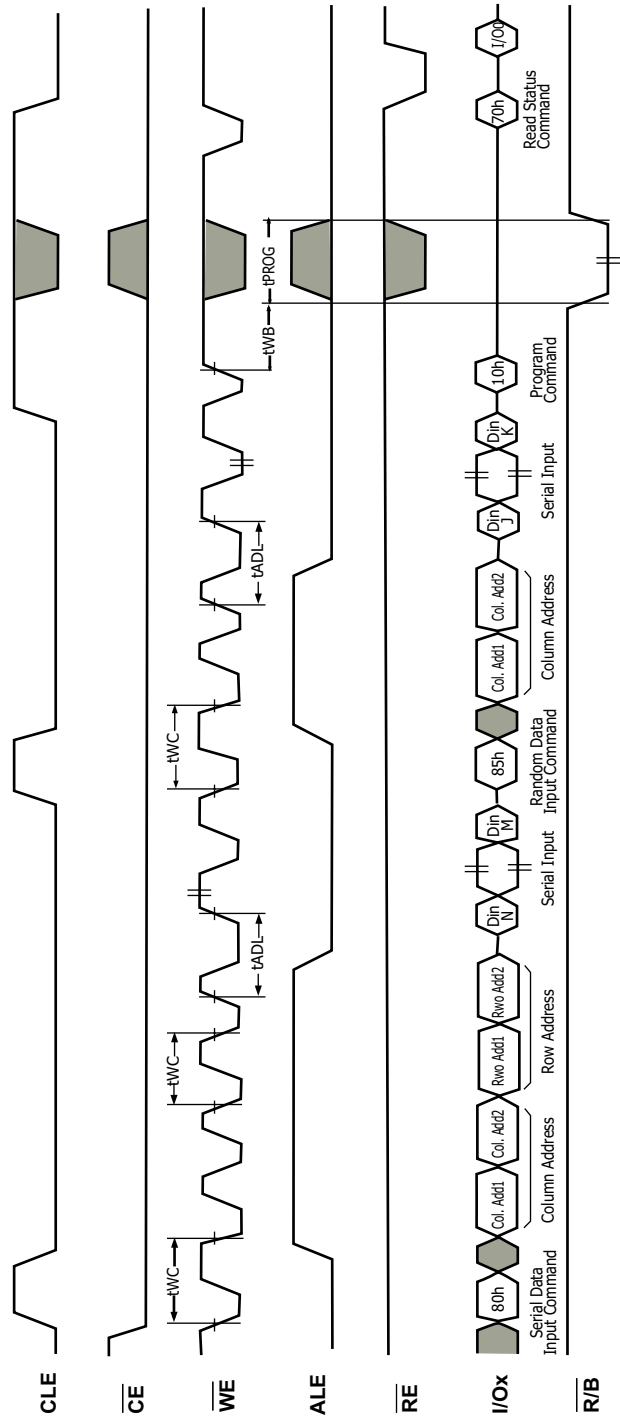 CLE
CE
WE
tWC
tWC
tADL
tWC
tADL
tWB
tPROG
ALE
RE
I/Ox
80h
Col. Add1
Col. Add2
Rwo Add1
Rwo Add2
Din
N
Din
M
85h
Col. Add1
Col. Add2
Din
J
Din
K
10h
70h
I/O0
Serial Data
Input Command
Column Address
Row Address
Serial Input
Random Data
Input Command
Column Address
Serial Input
Program
Command
Read Status
Command
R/B